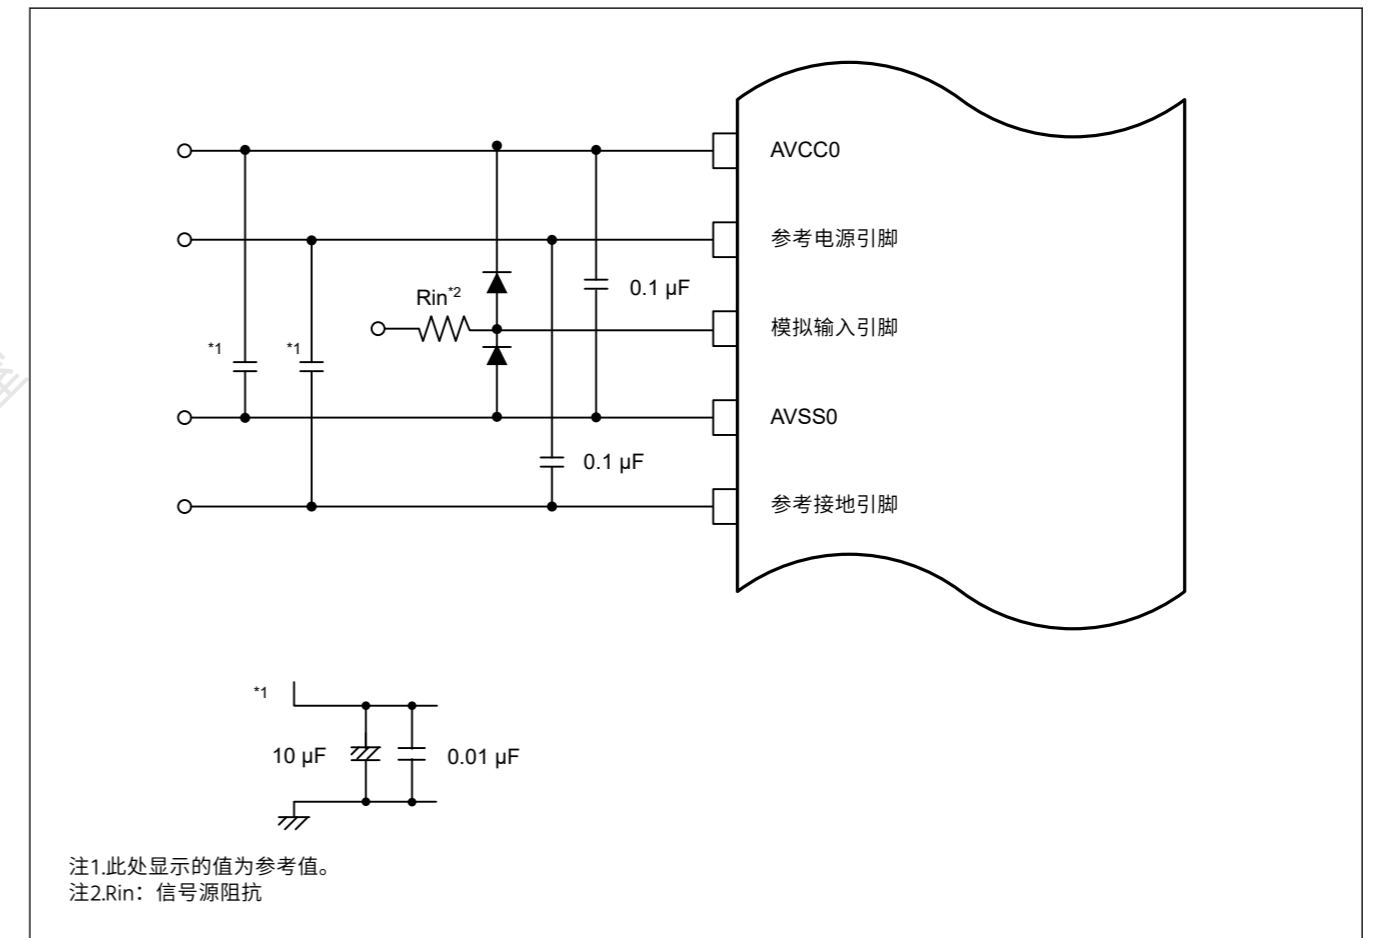 AVCC0
参考电源引脚
0.1 µF
Rin*2
模拟输入引脚
*1
*1
AVSS0
0.1 µF
参考接地引脚
*1
10 µF
0.01 µF
注1.此处显示的值为参考值。
注2.Rin：信号源阻抗